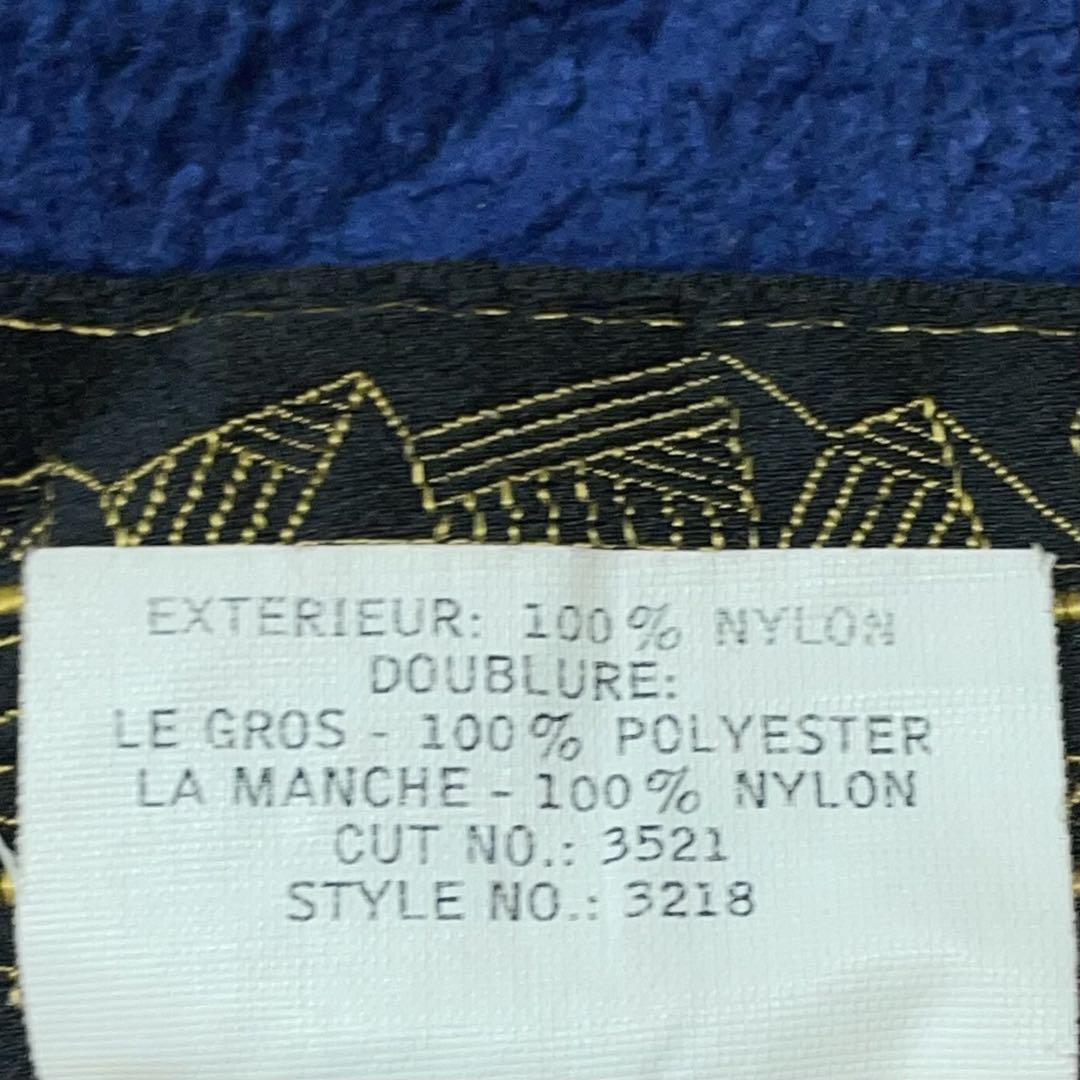 EXTERIEUR: 100% NYLON
DOUBLURE:
LE GROS - 100% POLYESTER
LA MANCHE - 100% NYLON
CUT NO.: 3521
STYLE NO.: 3218